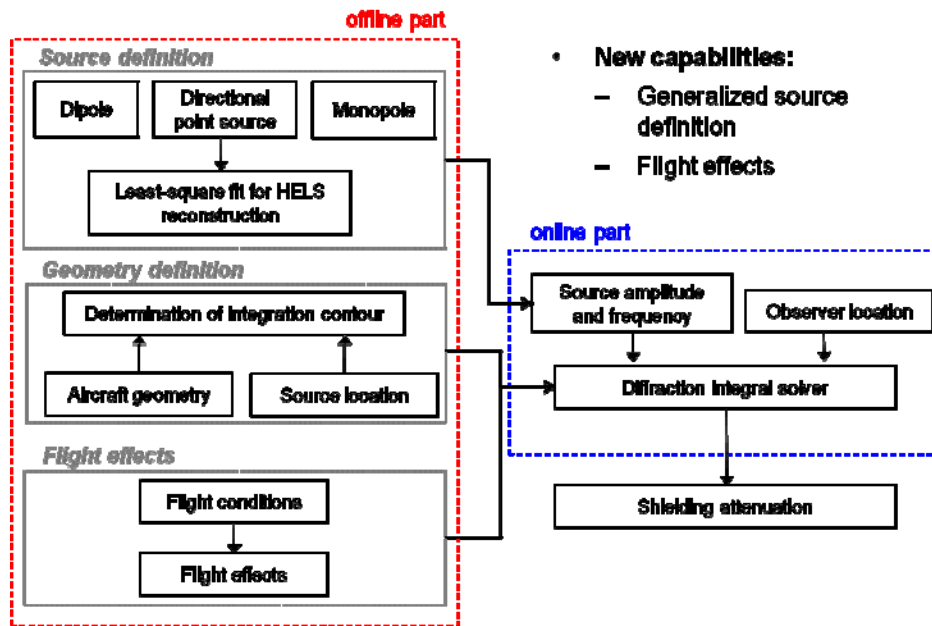 offline part
Source definition
Dipole
Directional
point source
Monopole
Least-square fit for HELS
reconstruction
Geometry definition
Determination of integration contour
Aircraft geometry
Source location
Flight effects
Flight conditions
Flight effects
• New capabilities:
– Generalized source
definition
– Flight effects
online part
Source amplitude
and frequency
Observer location
Diffraction integral solver
Shielding attenuation